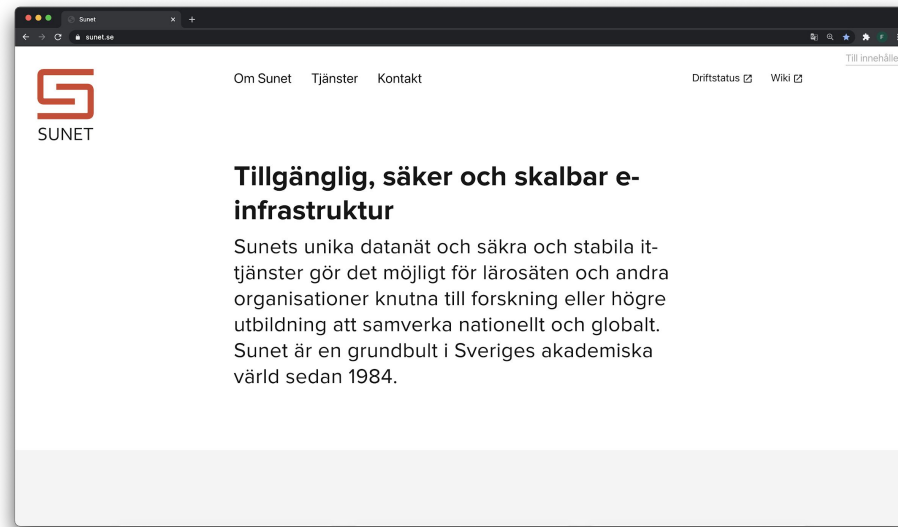 Sunet
sunet.se
Till innehålle
SUNET
Om Sunet Tjänster Kontakt
Driftstatus Wiki
Tillgänglig, säker och skalbar e-
infrastruktur
Sunets unika datanät och säkra och stabila it-
tjänster gör det möjligt för lärosäten och andra
organisationer knutna till forskning eller högre
utbildning att samverka nationellt och globalt.
Sunet är en grundbult i Sveriges akademiska
värld sedan 1984.